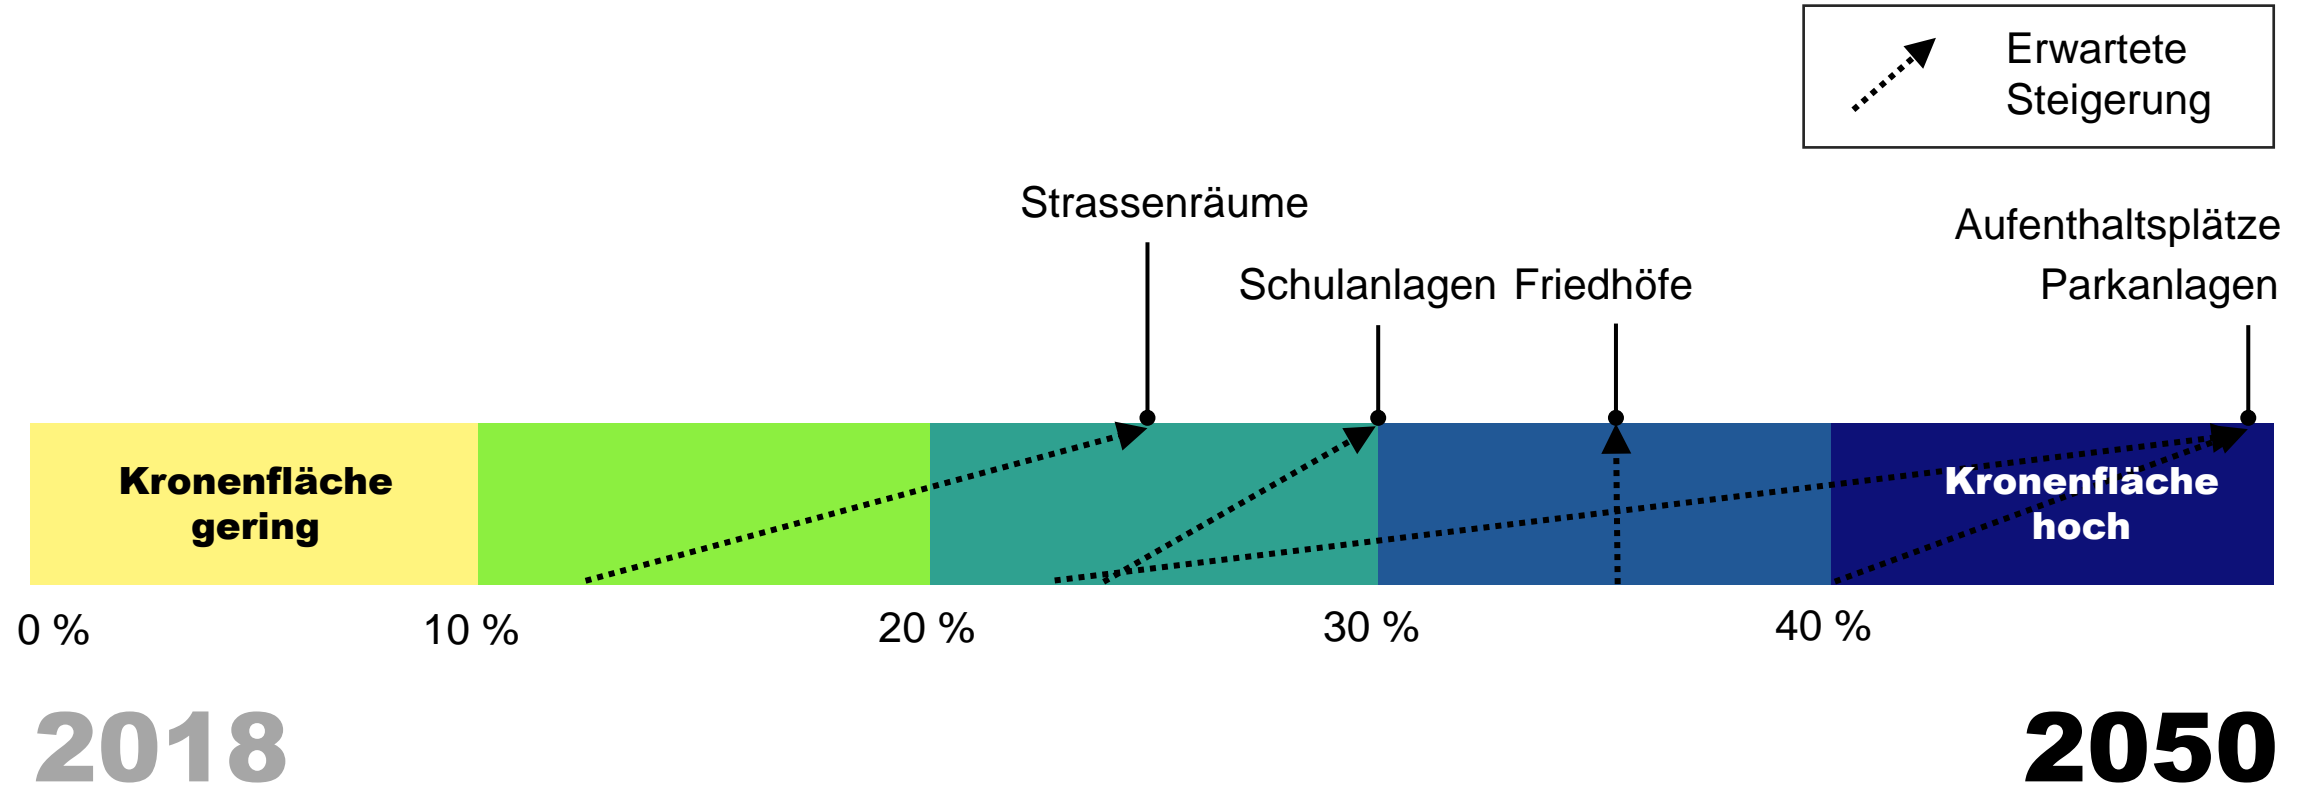 Erwartete
Steigerung
Strassenräume
Aufenthaltsplätze
Schulanlagen
Friedhöfe
Parkanlagen
Kronenfläche
gering
Kronenfläche
hoch
0 %
10 %
20 %
30 %
40 %
2018
2050